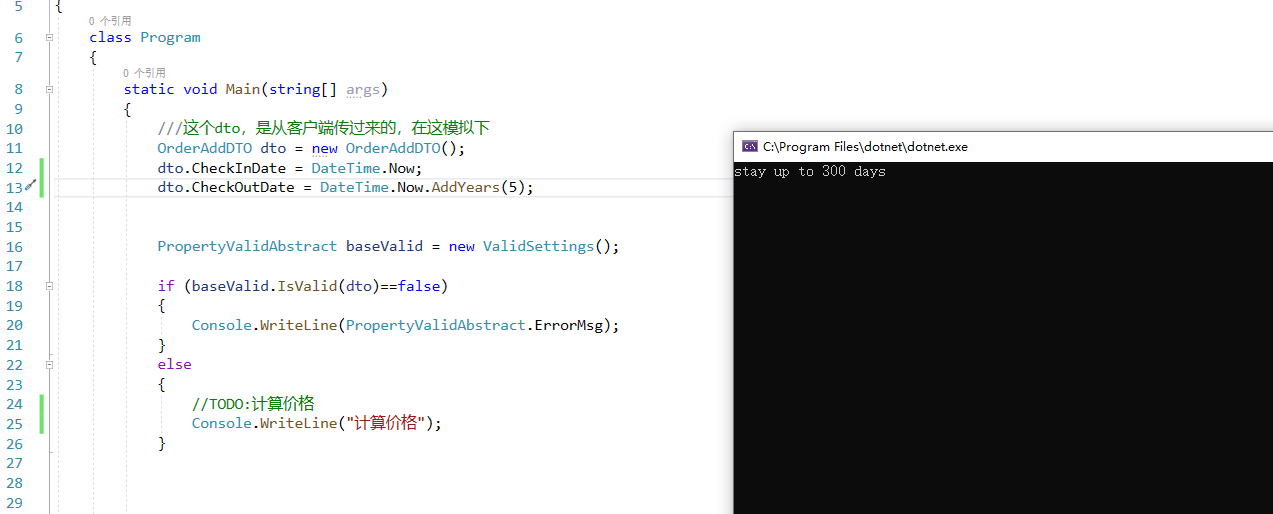 5 {
0 个引用
6 class Program
7 {
0 个引用
8 static void Main(string[] args)
9 {
10 ///这个dto，是从客户端传过来的，在这模拟下
11 OrderAddDTO dto = new OrderAddDTO();
12 dto.CheckInDate = DateTime.Now;
13 dto.CheckOutDate = DateTime.Now.AddYears(5);
14
15
16 PropertyValidAbstract baseValid = new ValidSettings();
17
18 if (baseValid.IsValid(dto)==false)
19 {
20 Console.WriteLine(PropertyValidAbstract.ErrorMsg);
21 }
22 else
23 {
24 //TODO:计算价格
25 Console.WriteLine("计算价格");
26 }
27
28
29
C:\Program Files\dotnet\dotnet.exe
stay up to 300 days